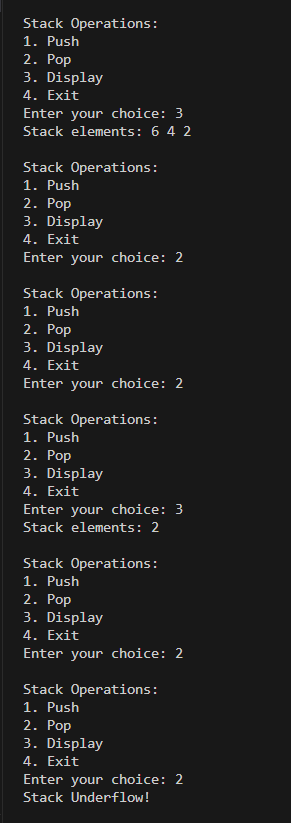 Stack Operations:
1. Push
2. Pop
3. Display
4. Exit
Enter your choice: 3
Stack elements: 6 4 2
Stack Operations:
1. Push
2. Pop
3. Display
4. Exit
Enter your choice: 2
Stack Operations:
1. Push
2. Pop
3. Display
4. Exit
Enter your choice: 2
Stack Operations:
1. Push
2. Pop
3. Display
4. Exit
Enter your choice: 3
Stack elements: 2
Stack Operations:
1. Push
2. Pop
3. Display
4. Exit
Enter your choice: 2
Stack Operations:
1. Push
2. Pop
3. Display
4. Exit
Enter your choice: 2
Stack Underflow!